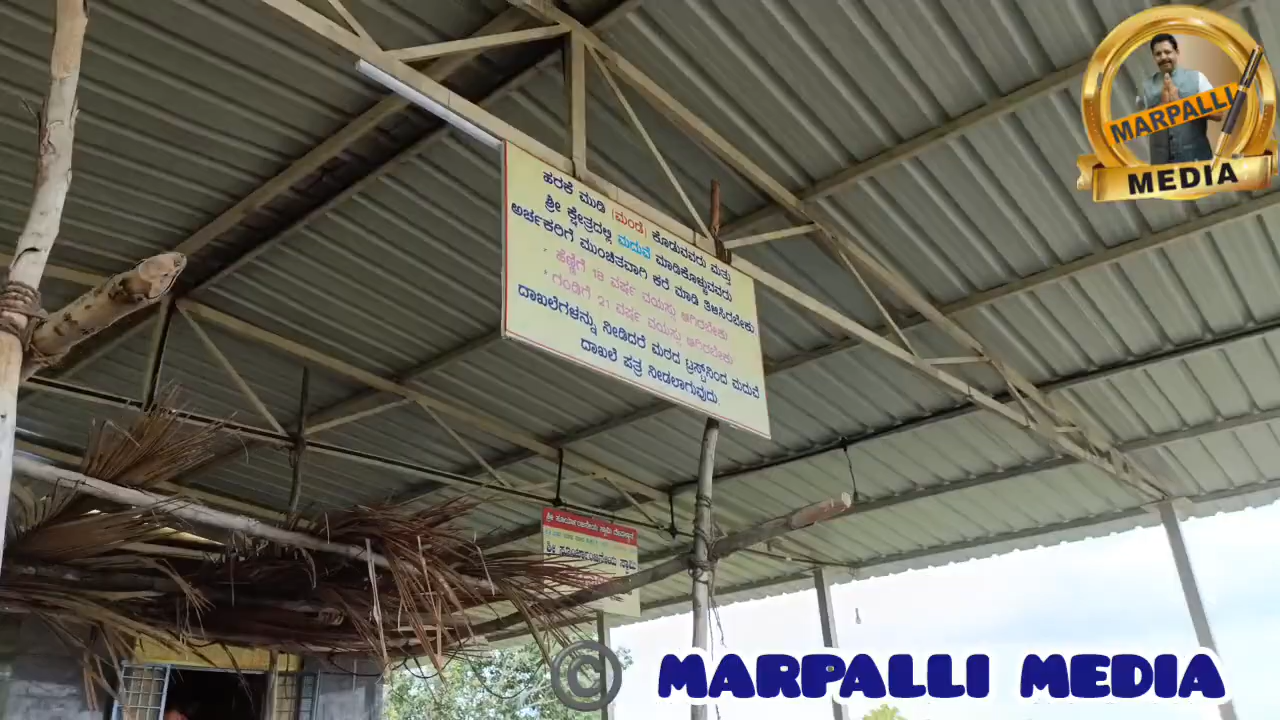 ಹರಕೆ ಮುಡಿ (ಮಂಡೆ) ಕೊಡುವವರು ಮತ್ತು
ಶ್ರೀ ಕ್ಷೇತ್ರದಲ್ಲಿ ಮದುವೆ ಮಾಡಿಕೊಳ್ಳುವವರು
ಅರ್ಚಕರಿಗೆ ಮುಂಚಿತವಾಗಿ ಕರೆ ಮಾಡಿ ತಿಳಿಸಿರಬೇಕು
* ಹೆಣ್ಣಿಗೆ 18 ವರ್ಷ ವಯಸ್ಸು ಆಗಿರಬೇಕು
* ಗಂಡಿಗೆ 21 ವರ್ಷ ವಯಸ್ಸು ಆಗಿರಬೇಕು
ದಾಖಲೆಗಳನ್ನು ನೀಡಿದರೆ ಮಠದ ಟ್ರಸ್ಟ್‌ನಿಂದ ಮದುವೆ
ದಾಖಲೆ ಪತ್ರ ನೀಡಲಾಗುವುದು.
MARPALLI
MEDIA
© MARPALLI MEDIA